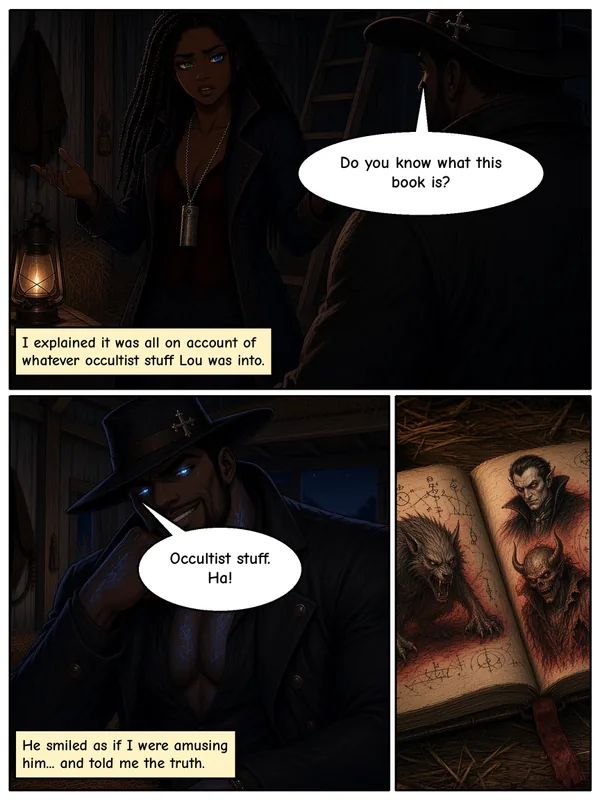 Do you know what this
book is?
I explained it was all on account of
whatever occultist stuff Lou was into.
Occultist stuff.
Ha!
He smiled as if I were amusing
him... and told me the truth.